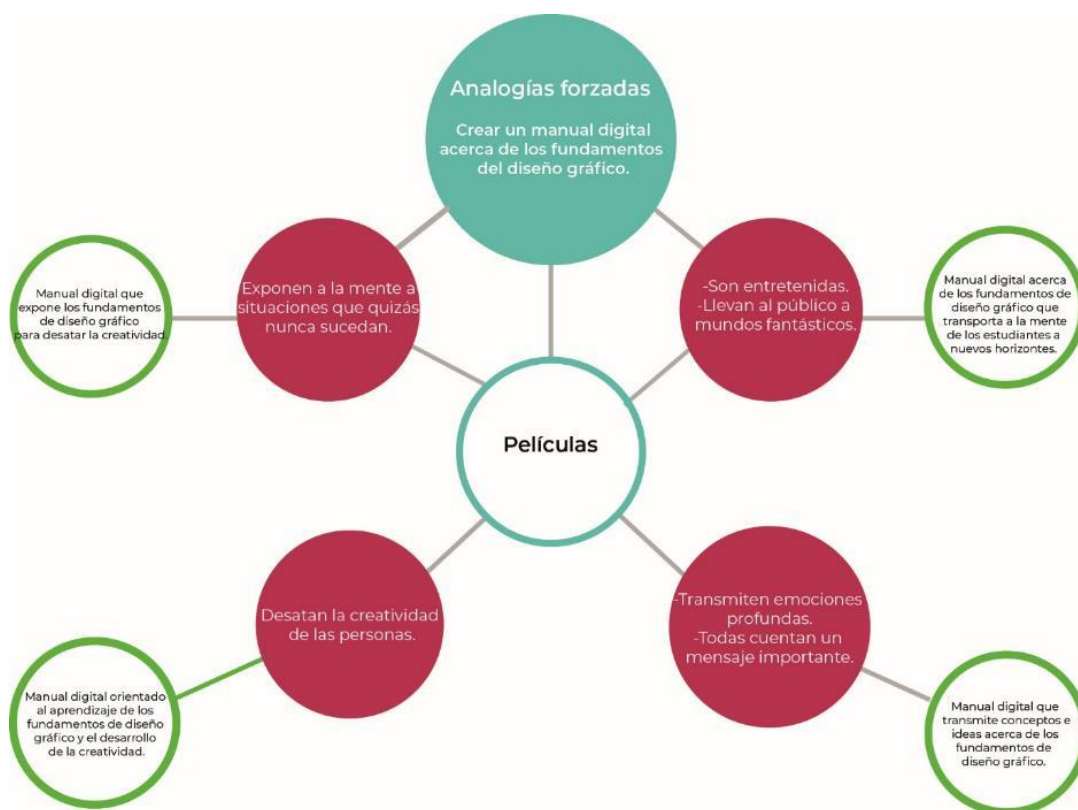 Analogías forzadas
Crear un manual digital
acerca de los fundamentos
del diseño gráfico.
Manual digital que
expone los fundamentos
de diseño gráfico
para desatar la creatividad.
Exponen a la mente a
situaciones que quizás
nunca sucedan.
-Son entretenidas.
-Llevan al público a
mundos fantásticos.
Manual digital acerca
de los fundamentos de
diseño gráfico que
transporta a la mente
de los estudiantes a
nuevos horizontes.
Películas
Desatan la creatividad
de las personas.
-Transmiten emociones
profundas.
-Todas cuentan un
mensaje importante.
Manual digital orientado
al aprendizaje de los
fundamentos de diseño
gráfico y el desarrollo
de la creatividad.
Manual digital que
transmite conceptos e
ideas acerca de los
fundamentos de
diseño gráfico.